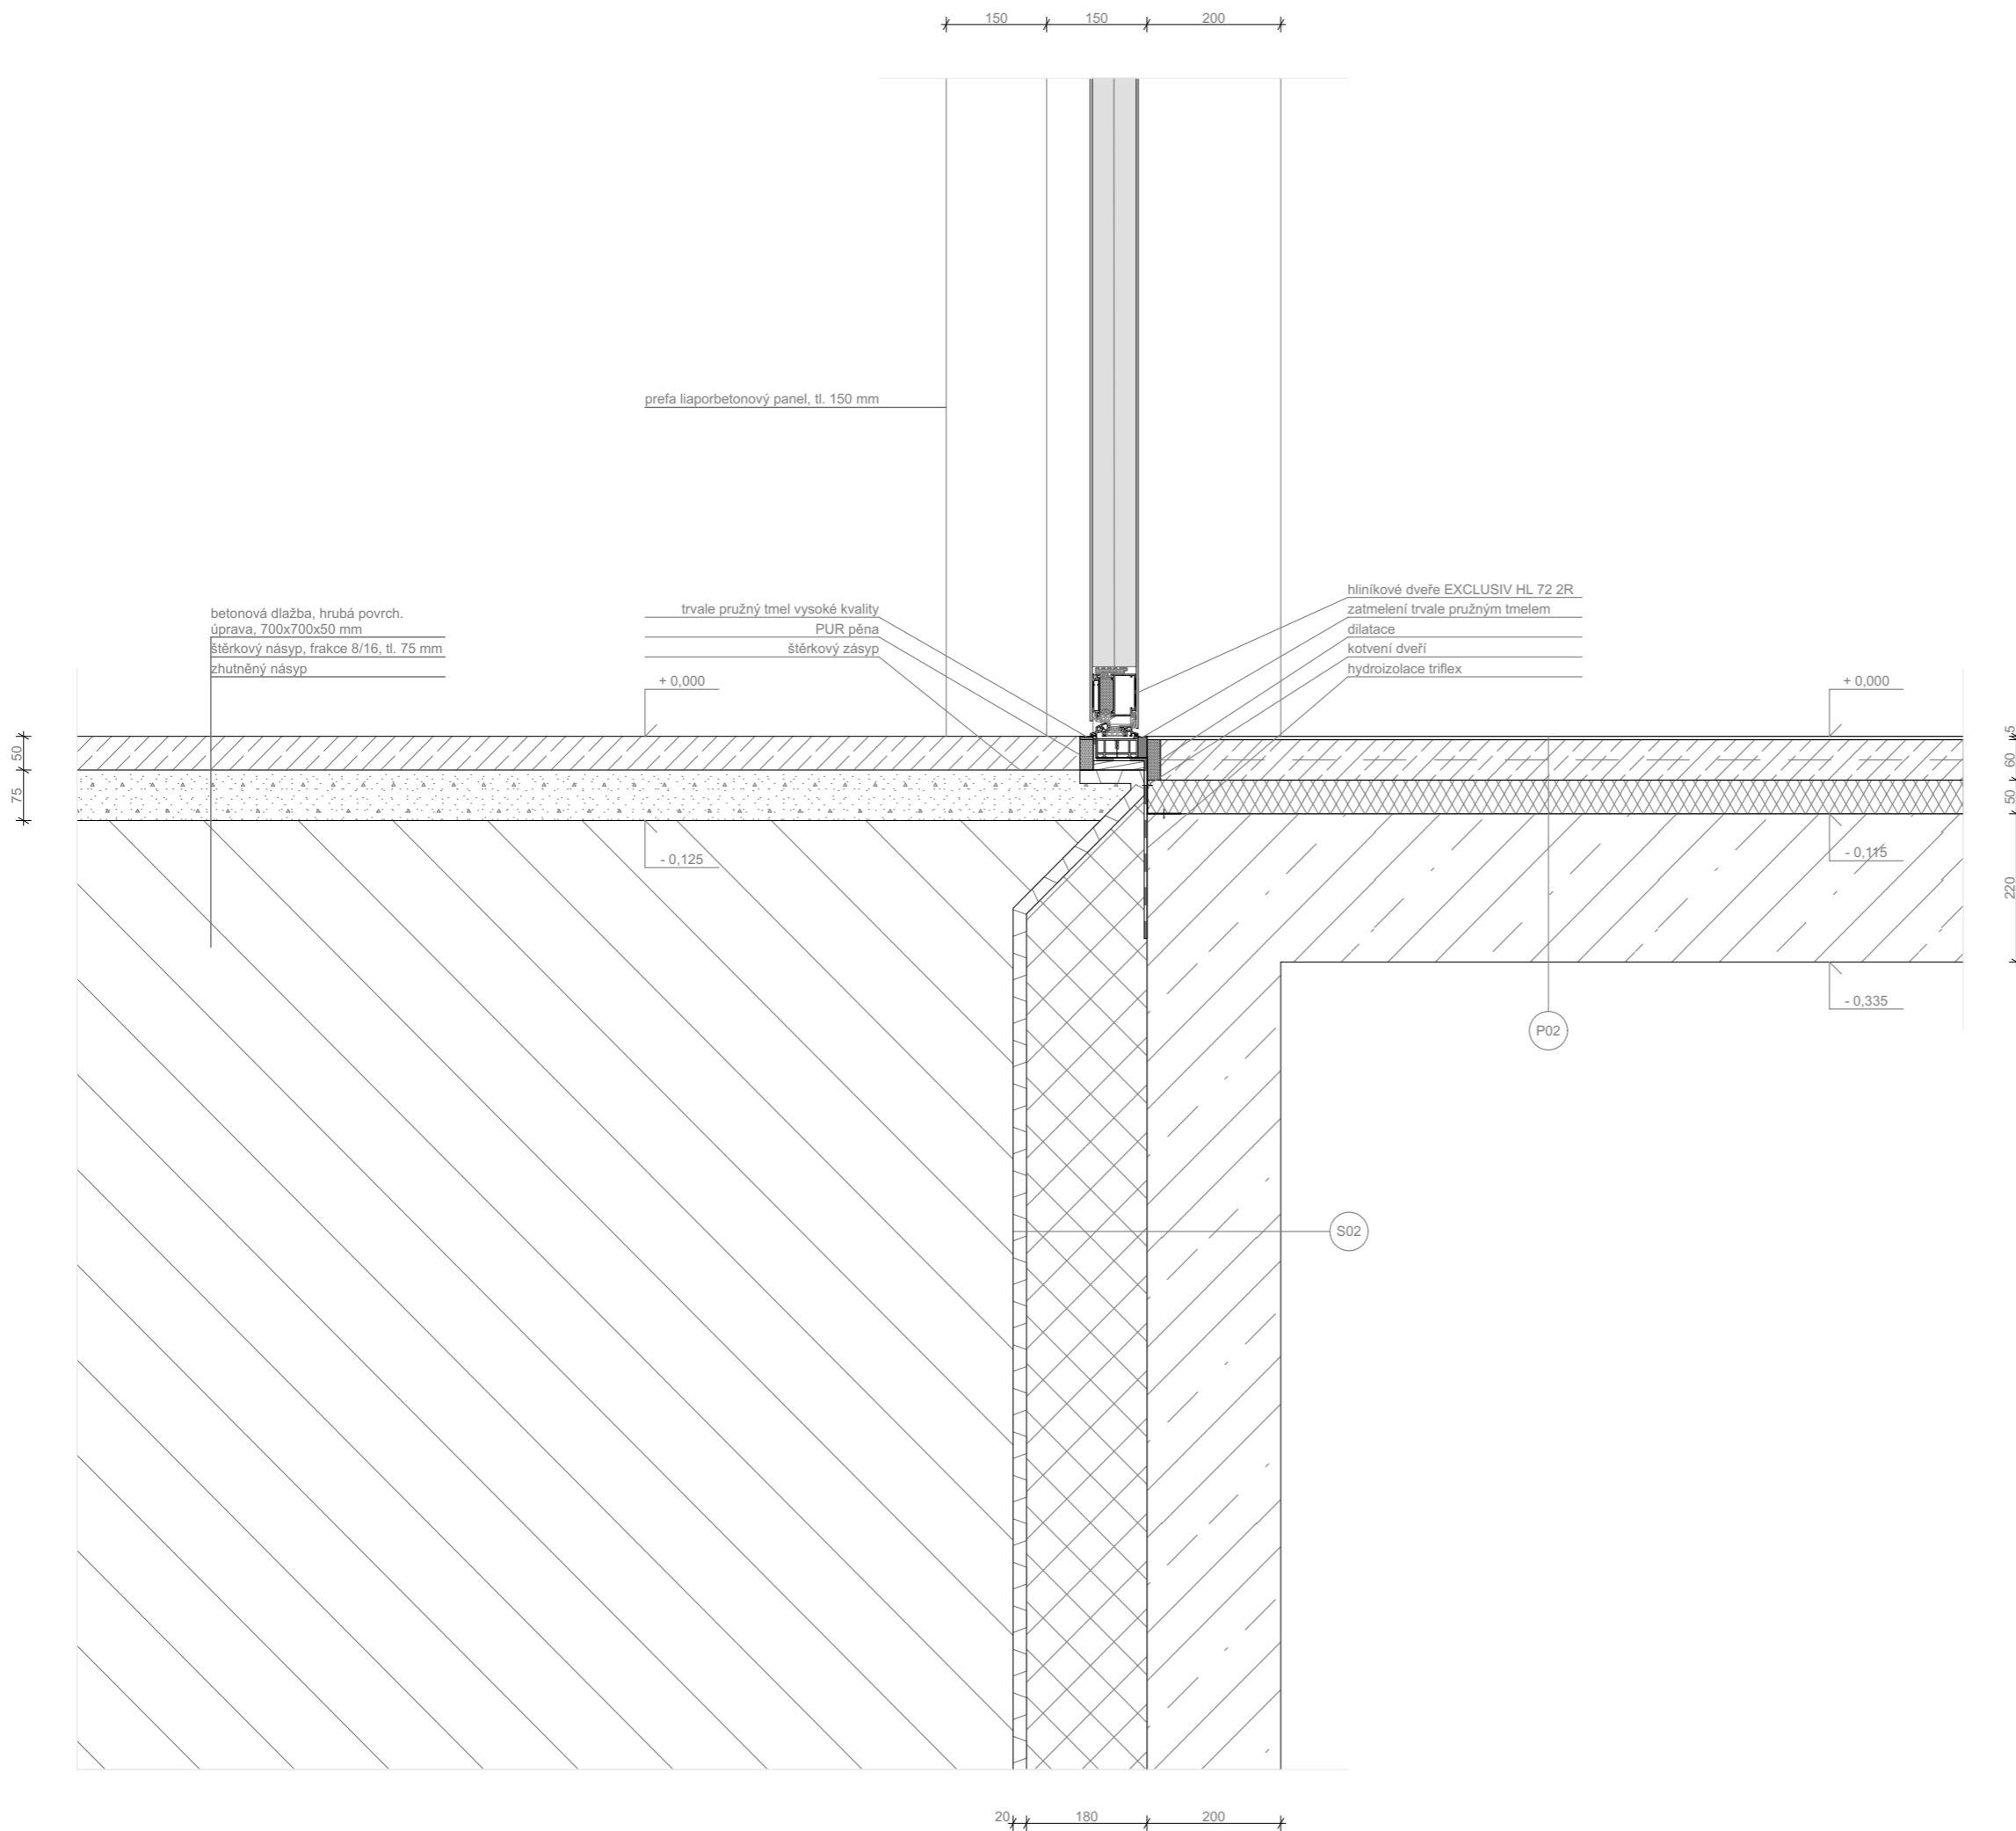 150
150
200
prefa liaporbetonový panel, tl. 150 mm
betonová dlažba, hrubá povrch.
úprava, 700x700x50 mm
štěrkový násyp, frakce 8/16, tl. 75 mm
zhutněný násyp
trvale pružný tmel vysoké kvality
PUR pěna
štěrkový zásyp
hliníkové dveře EXCLUSIV HL 72 2R
zatmelení trvale pružným tmelem
dilatace
kotvení dveří
hydroizolace triflex
+ 0,000
+ 0,000
50
75
5
60
50
220
- 0,125
- 0,115
- 0,335
P02
S02
20
180
200